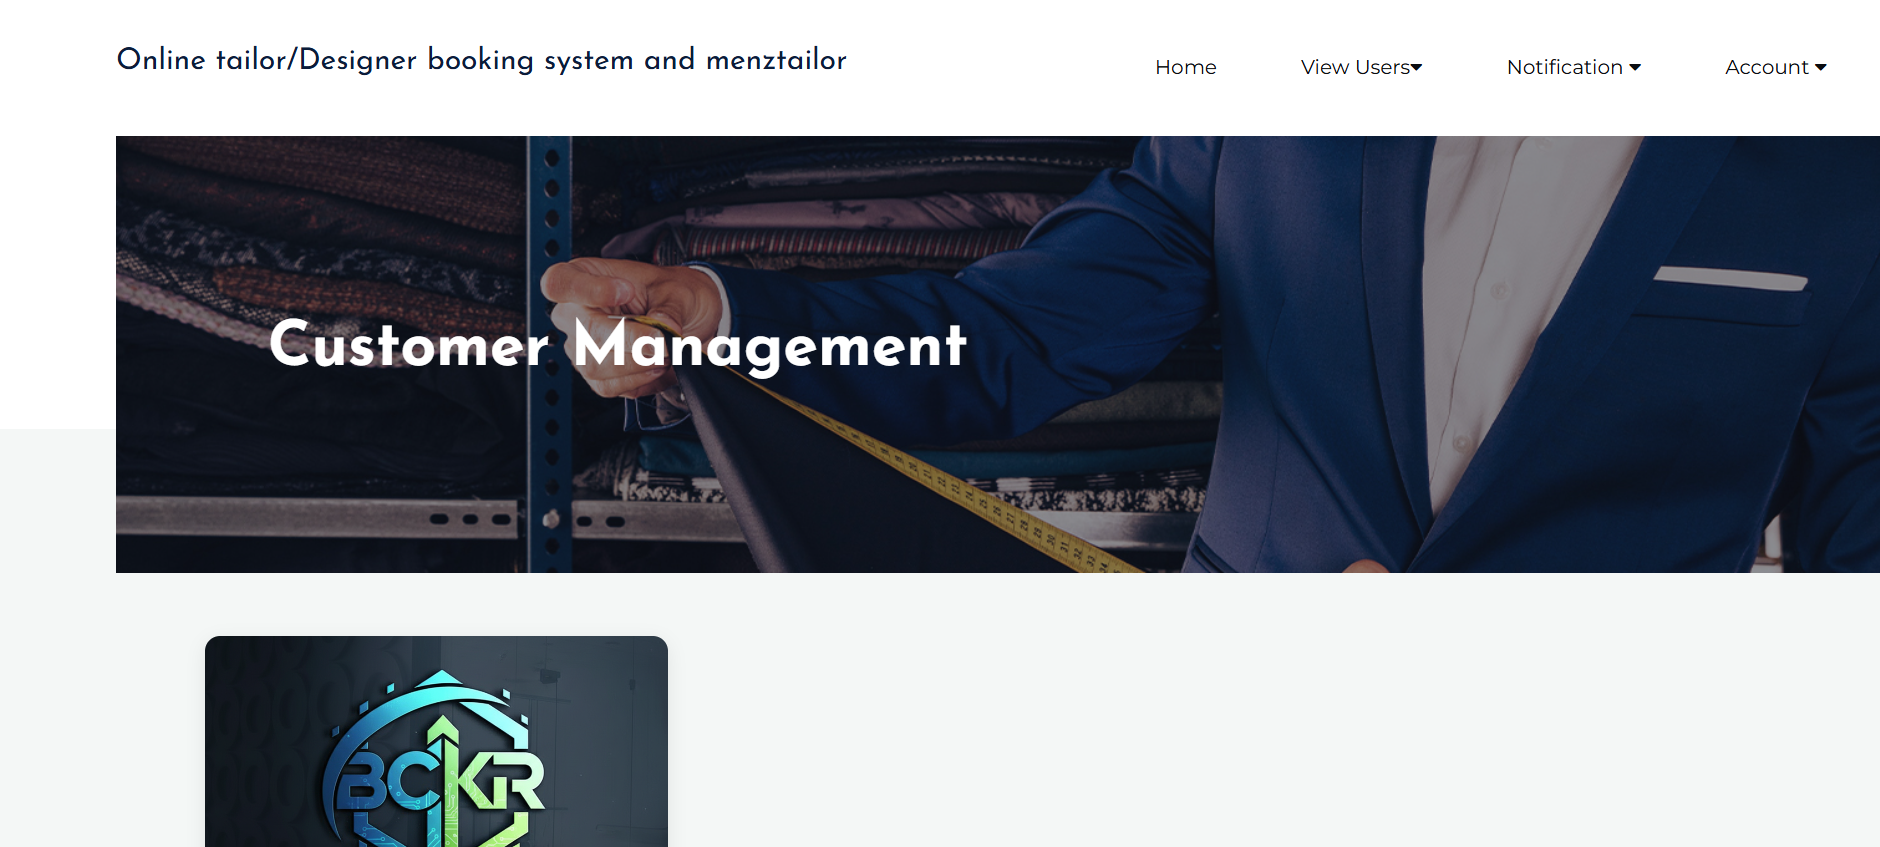 Online tailor/Designer booking system and menztailor
Home View Users Notification Account
Customer Management
BCKR